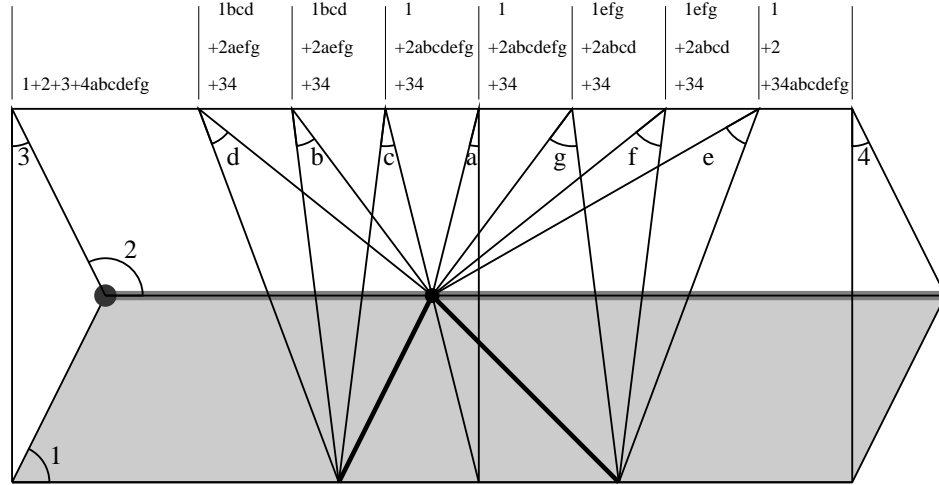 1bcd 1bcd 1 1 1efg 1efg 1
+2aefg +2aefg +2abcdefg +2abcdefg +2abcd +2abcd +2
1+2+3+4abcdefg +34 +34 +34 +34 +34 +34 +34abcdefg
3 d b c a g f e 4
2
1